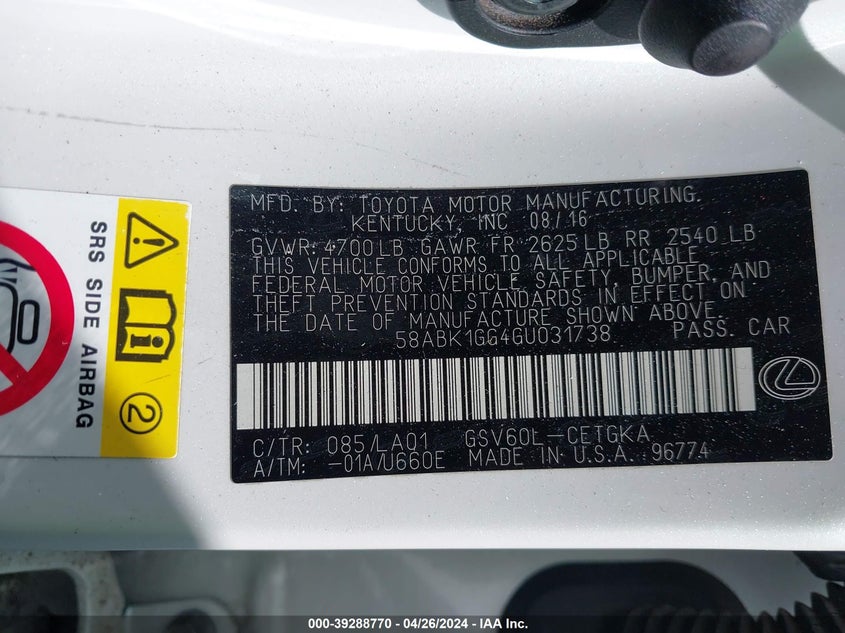 MFD. BY: TOYOTA MOTOR MANUFACTURING.
KENTUCKY, INC 08/16
GVWR: 4700 LB GAWR FR 2625 LB RR 2540 LB
THIS VEHICLE CONFORMS TO ALL APPLICABLE
FEDERAL MOTOR VEHICLE SAFETY, BUMPER, AND
THEFT PREVENTION STANDARDS IN EFFECT ON
THE DATE OF MANUFACTURE SHOWN ABOVE.
58ABK1GG4GU031738 PASS. CAR
C/TR: 085/LA01 GSV60L-CETGKA
A/TM: -01A/U660E MADE IN U.S.A. 96774
SRS SIDE AIRBAG
2
000-39288770 - 04/26/2024 - IAA Inc.